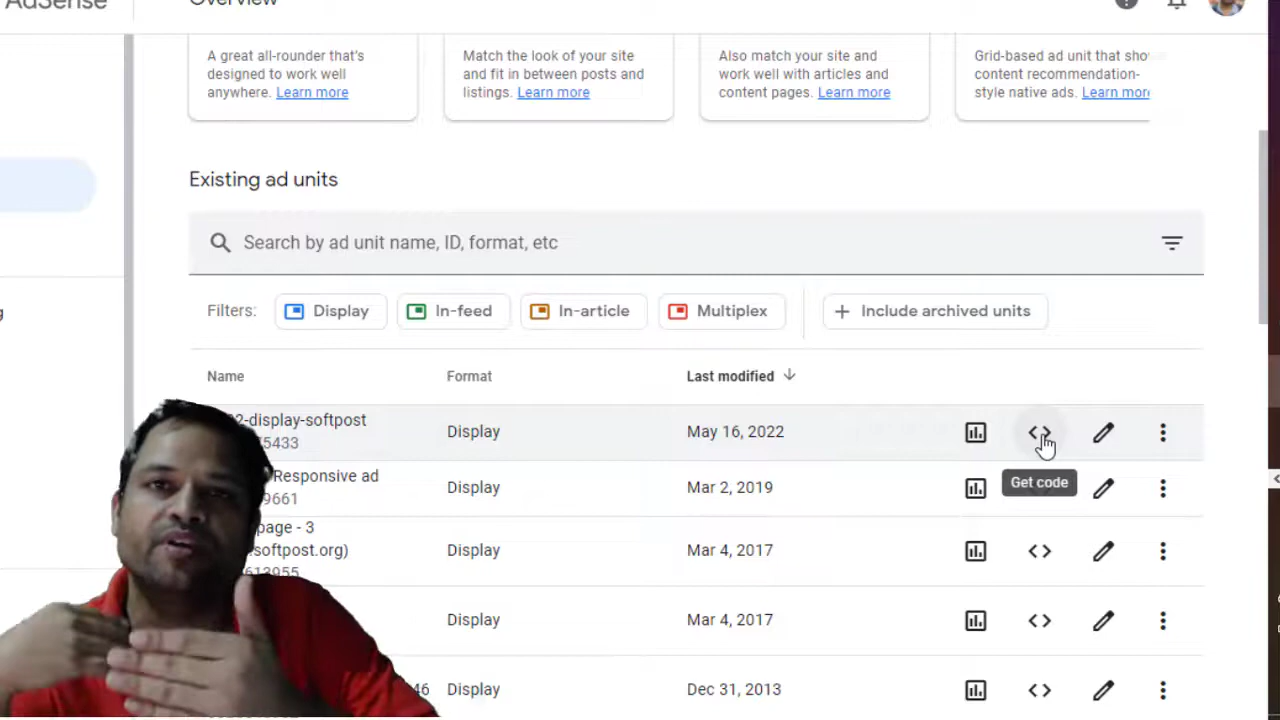 AdSense
Overview
A great all-rounder that's
designed to work well
anywhere. Learn more
Match the look of your site
and fit in between posts and
listings. Learn more
Also match your site and
work well with articles and
content pages. Learn more
Grid-based ad unit that sho
content recommendation-
style native ads. Learn more
Existing ad units
Search by ad unit name, ID, format, etc
Filters: Display In-feed In-article Multiplex + Include archived units
Name Format Last modified
2-display-softpost Display May 16, 2022
5433
Get code
Responsive ad Display Mar 2, 2019
9661
page - 3
softpost.org) Display Mar 4, 2017
613955
Display Mar 4, 2017
46 Display Dec 31, 2013